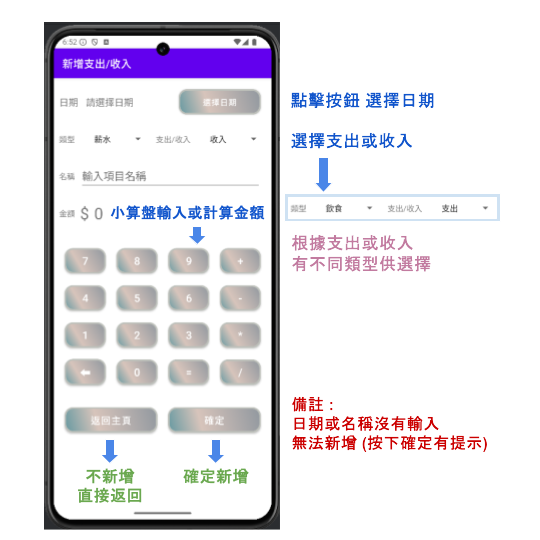 6:52
新增支出/收入
日期 請選擇日期 選擇日期
點擊按鈕 選擇日期
類型 薪水 支出/收入 收入
選擇支出或收入
名稱 輸入項目名稱
類型 飲食 支出/收入 支出
金額 $ 0 小算盤輸入或計算金額
根據支出或收入
有不同類型供選擇
7 8 9 +
4 5 6 -
1 2 3 *
0 = /
返回主頁 確定
備註：
日期或名稱沒有輸入
無法新增 (按下確定有提示)
不新增
直接返回
確定新增